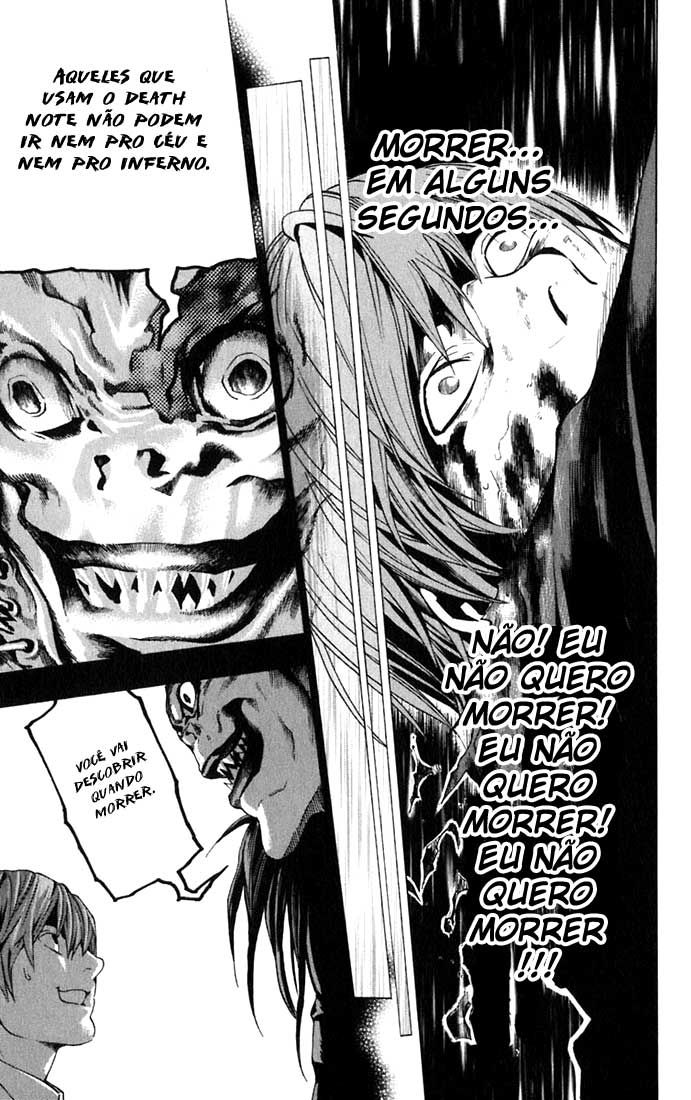 MORRER...
EM ALGUNS
SEGUNDOS...
NÃO! EU
NÃO QUERO
MORRER!
EU NÃO
QUERO
MORRER!
EU NÃO
QUERO
MORRER
!!!
AQUELES QUE
USAM O DEATH
NOTE NÃO PODEM
IR NEM PRO CÉU E
NEM PRO INFERNO.
VOCÊ VAI
DESCOBRIR
QUANDO
MORRER.